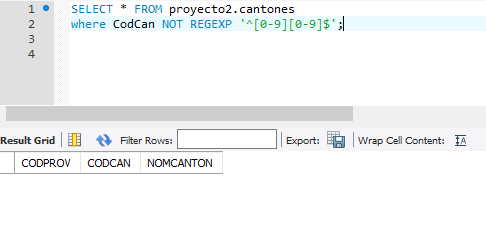 1 SELECT * FROM proyecto2.cantones
2 where CodCan NOT REGEXP '^[0-9][0-9]$';
3
4
Result Grid Filter Rows: Export: Wrap Cell Content: IA
CODPROV CODCAN NOMCANTON